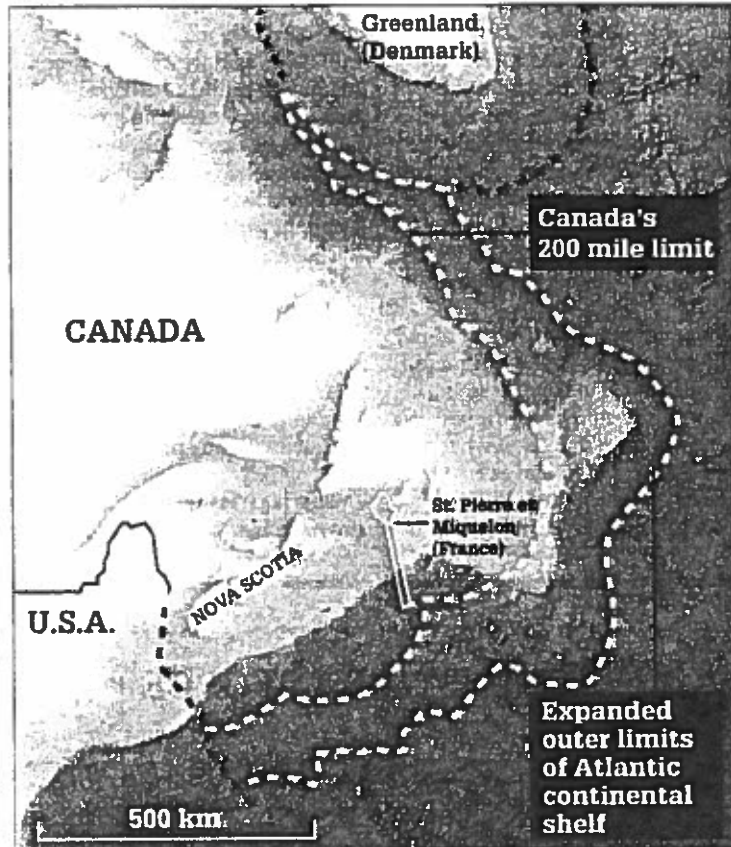 Greenland
(Denmark)
Canada's
200 mile limit
CANADA
St. Pierre et
Miquelon
(France)
NOVA SCOTIA
U.S.A.
Expanded
outer limits
of Atlantic
continental
shelf
500 km